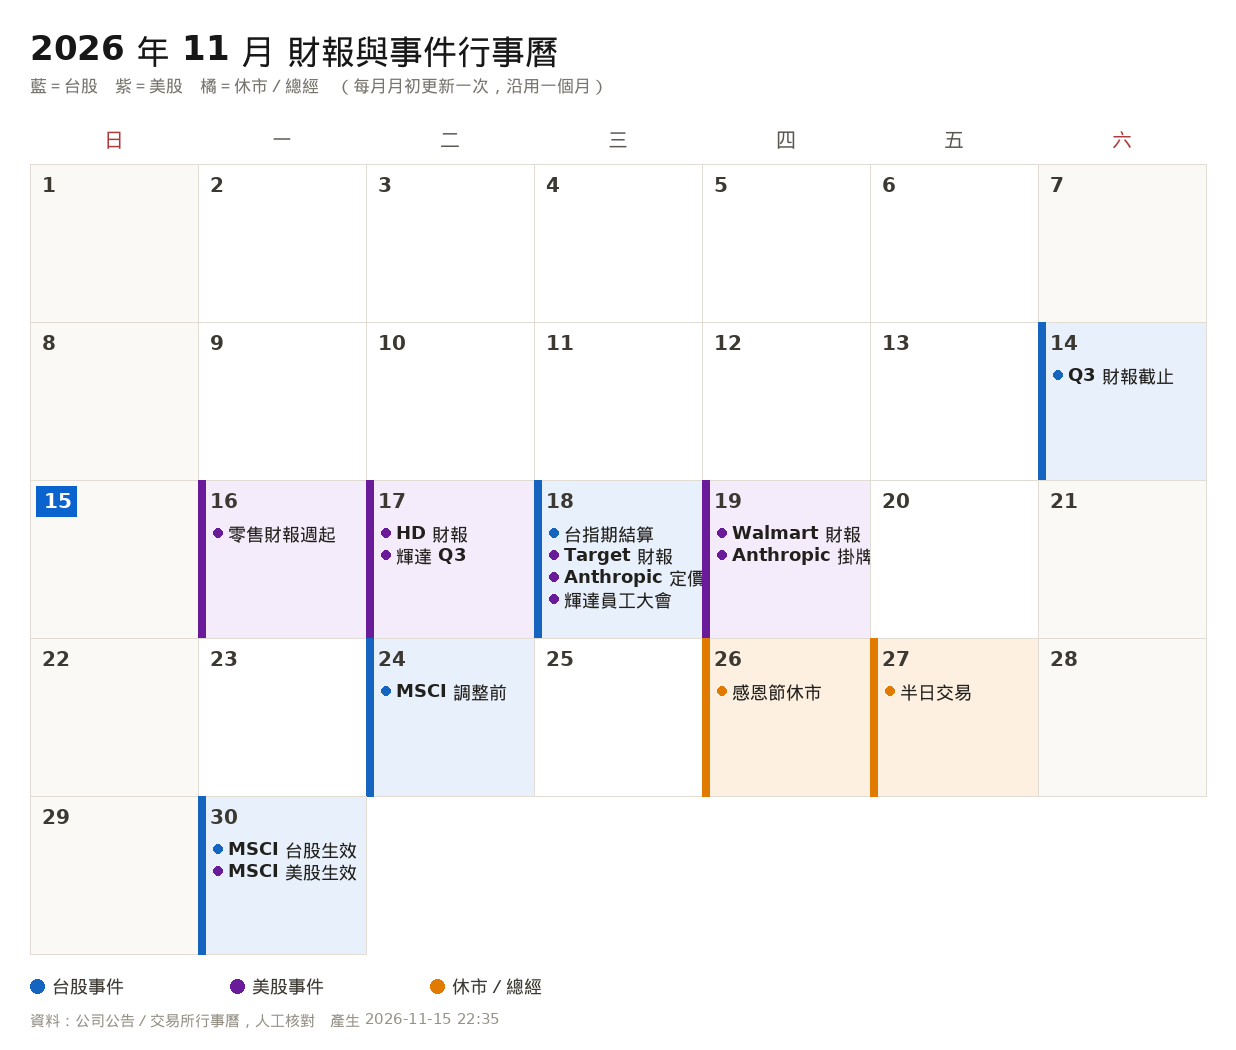 2026 年 11 月 財報與事件行事曆
藍 = 台股 紫 = 美股 橘 = 休市 / 總經 （每月月初更新一次，沿用一個月）
日 一 二 三 四 五 六
1 2 3 4 5 6 7
8 9 10 11 12 13 14
Q3 財報截止
15 16 17 18 19 20 21
零售財報週起
HD 財報
輝達 Q3
台指期結算
Target 財報
Anthropic 定價
輝達員工大會
Walmart 財報
Anthropic 掛牌
22 23 24 25 26 27 28
MSCI 調整前
感恩節休市
半日交易
29 30
MSCI 台股生效
MSCI 美股生效
台股事件 美股事件 休市 / 總經
資料：公司公告 / 交易所行事曆，人工核對 產生 2026-11-15 22:35